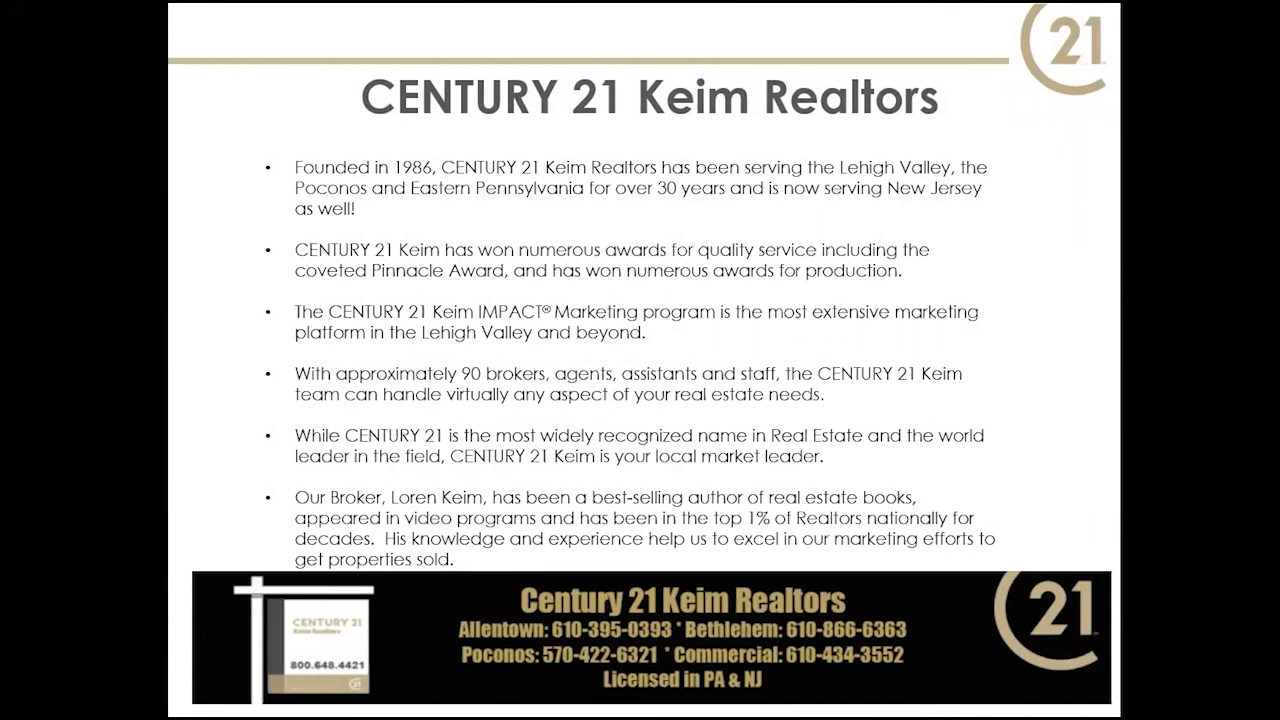 21
CENTURY 21 Keim Realtors
• Founded in 1986, CENTURY 21 Keim Realtors has been serving the Lehigh Valley, the
Poconos and Eastern Pennsylvania for over 30 years and is now serving New Jersey
as well!
• CENTURY 21 Keim has won numerous awards for quality service including the
coveted Pinnacle Award, and has won numerous awards for production.
• The CENTURY 21 Keim IMPACT® Marketing program is the most extensive marketing
platform in the Lehigh Valley and beyond.
• With approximately 90 brokers, agents, assistants and staff, the CENTURY 21 Keim
team can handle virtually any aspect of your real estate needs.
• While CENTURY 21 is the most widely recognized name in Real Estate and the world
leader in the field, CENTURY 21 Keim is your local market leader.
• Our Broker, Loren Keim, has been a best-selling author of real estate books,
appeared in video programs and has been in the top 1% of Realtors nationally for
decades.  His knowledge and experience help us to excel in our marketing efforts to
get properties sold.
CENTURY 21
Keim Realtors
800.648.4421
21
Century 21 Keim Realtors
Allentown: 610-395-0393 * Bethlehem: 610-866-6363
Poconos: 570-422-6321 * Commercial: 610-434-3552
Licensed in PA & NJ
21